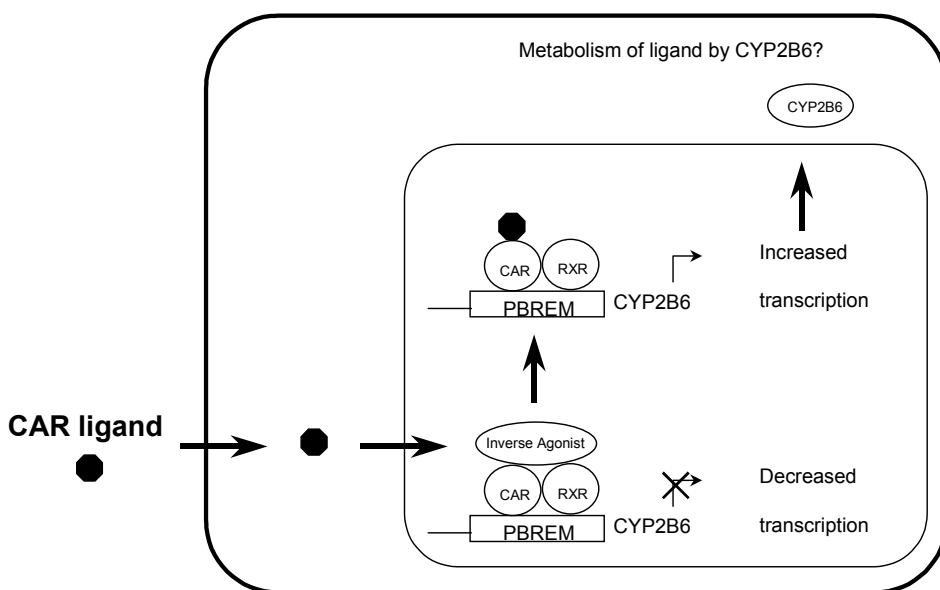 Metabolism of ligand by CYP2B6?
CYP2B6
CAR
RXR
PBREM
CYP2B6
Increased
transcription
CAR ligand
Inverse Agonist
CAR
RXR
PBREM
CYP2B6
Decreased
transcription